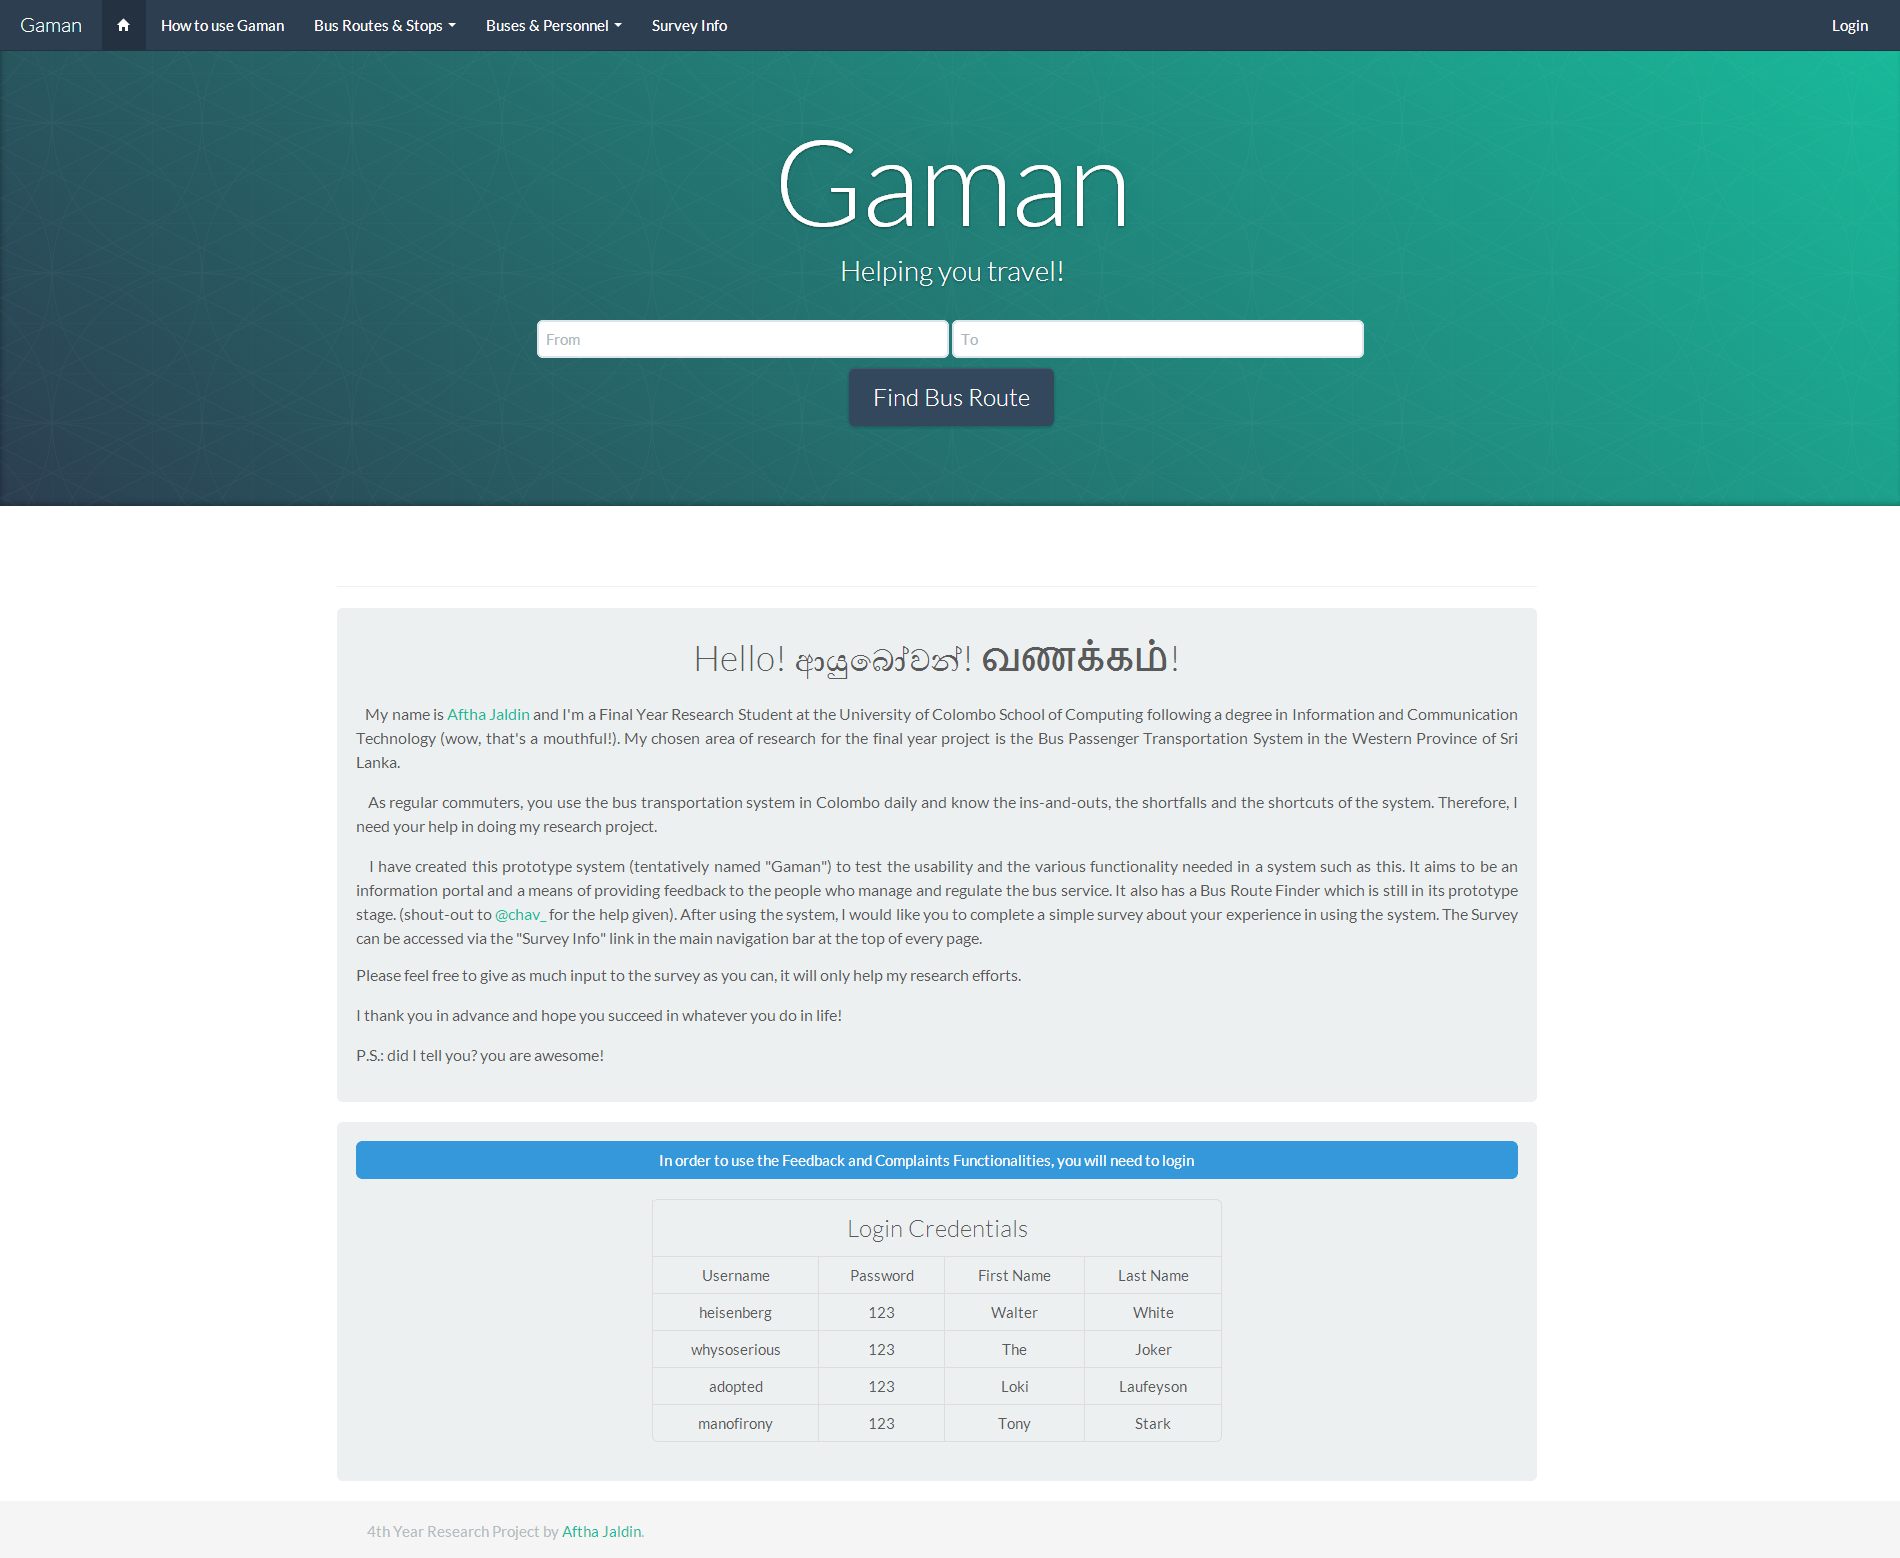 Gaman How to use Gaman Bus Routes & Stops Buses & Personnel Survey Info Login
Gaman
Helping you travel!
From To
Find Bus Route
Hello! ආයුබෝවන්! வணக்கம்!
My name is Aftha Jaldin and I'm a Final Year Research Student at the University of Colombo School of Computing following a degree in Information and Communication
Technology (wow, that's a mouthful!). My chosen area of research for the final year project is the Bus Passenger Transportation System in the Western Province of Sri
Lanka.
As regular commuters, you use the bus transportation system in Colombo daily and know the ins-and-outs, the shortfalls and the shortcuts of the system. Therefore, I
need your help in doing my research project.
I have created this prototype system (tentatively named "Gaman") to test the usability and the various functionality needed in a system such as this. It aims to be an
information portal and a means of providing feedback to the people who manage and regulate the bus service. It also has a Bus Route Finder which is still in its prototype
stage. (shout-out to @chav_ for the help given). After using the system, I would like you to complete a simple survey about your experience in using the system. The Survey
can be accessed via the "Survey Info" link in the main navigation bar at the top of every page.
Please feel free to give as much input to the survey as you can, it will only help my research efforts.
I thank you in advance and hope you succeed in whatever you do in life!
P.S.: did I tell you? you are awesome!
In order to use the Feedback and Complaints Functionalities, you will need to login
Login Credentials
Username Password First Name Last Name
heisenberg 123 Walter White
whysoserious 123 The Joker
adopted 123 Loki Laufeyson
manofirony 123 Tony Stark
4th Year Research Project by Aftha Jaldin.